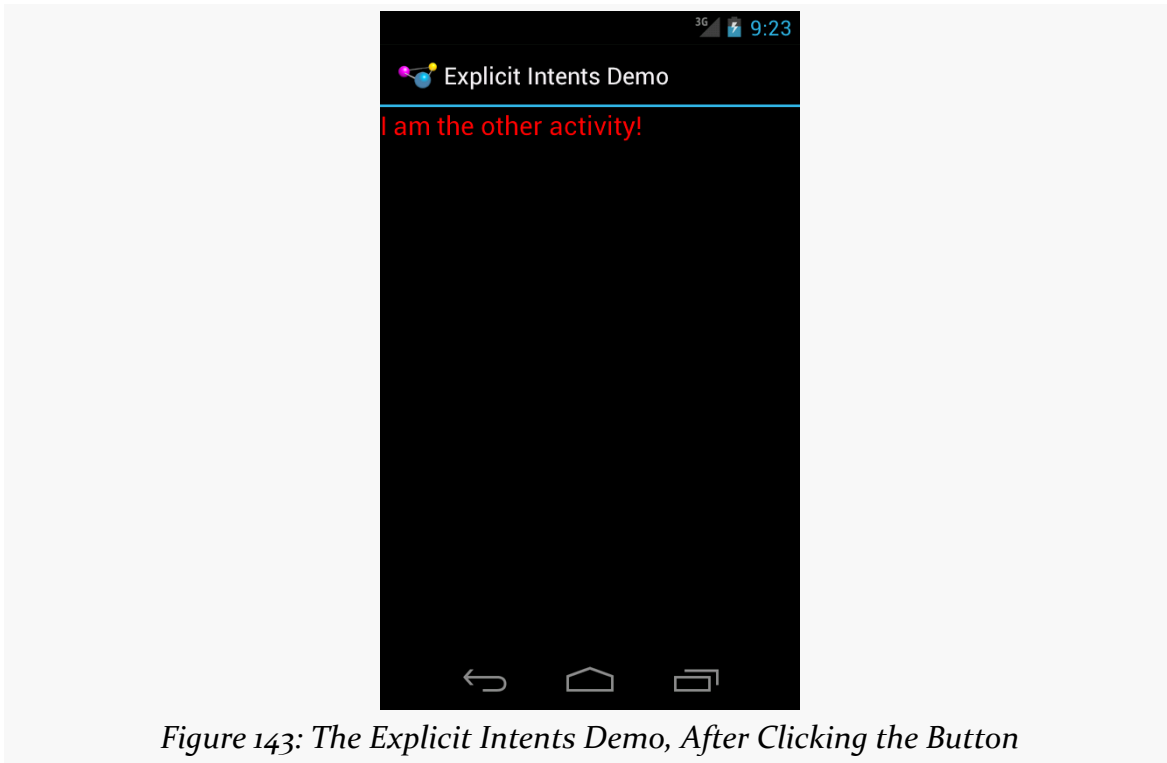 3G 9:23
Explicit Intents Demo
I am the other activity!
Figure 143: The Explicit Intents Demo, After Clicking the Button